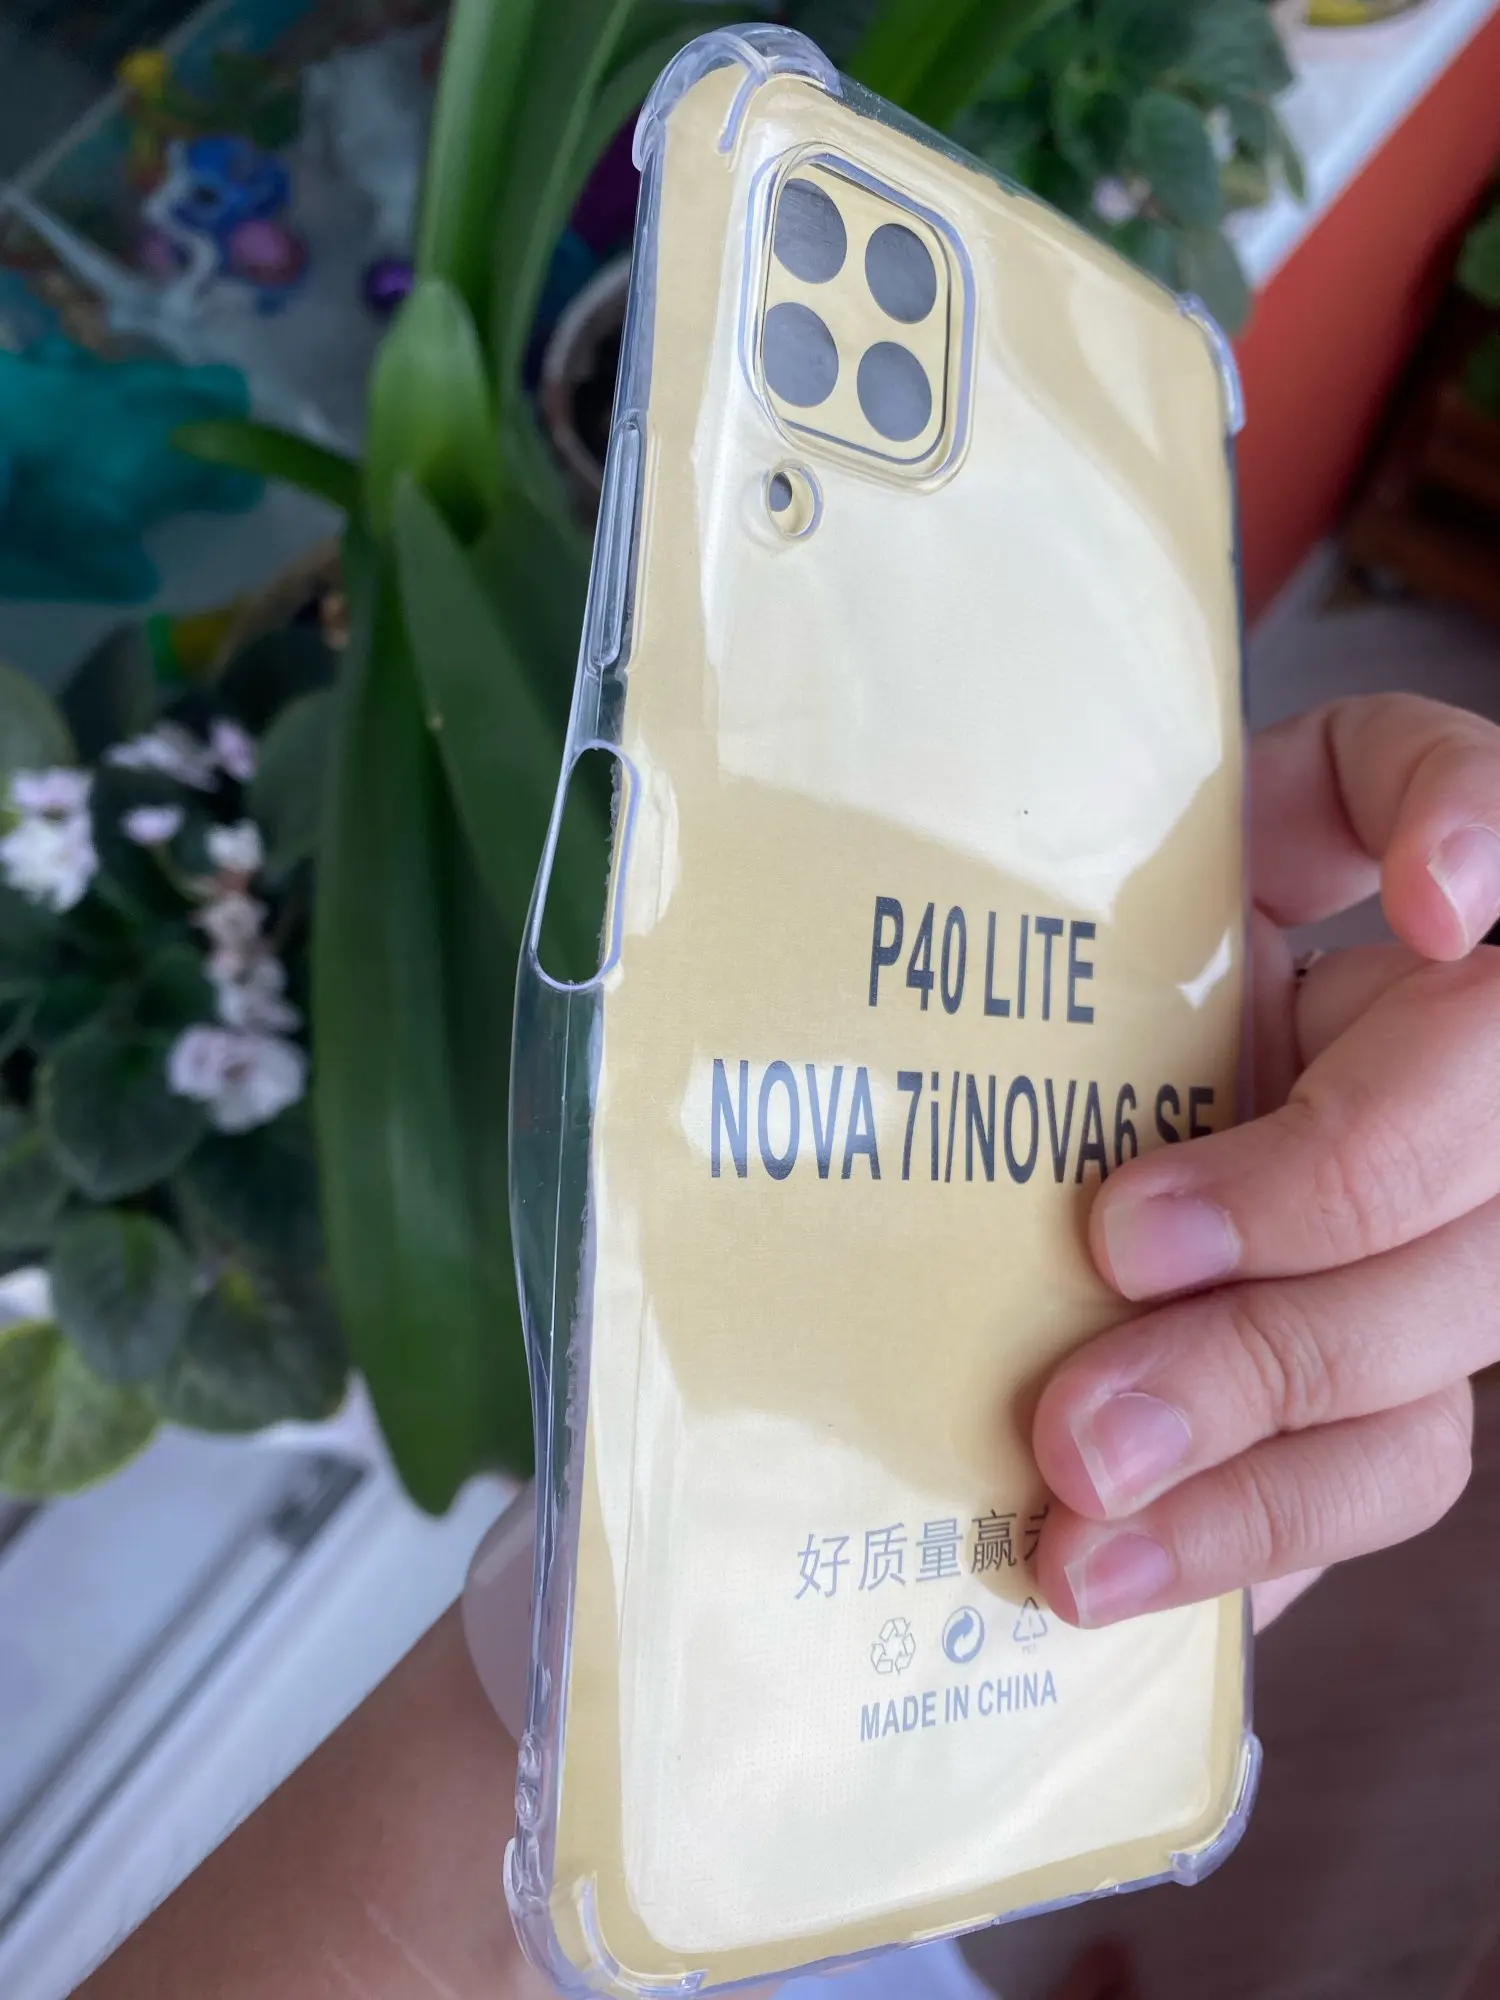 P40 LITE
NOVA 7i/NOVA6 SE
好质量赢
MADE IN CHINA